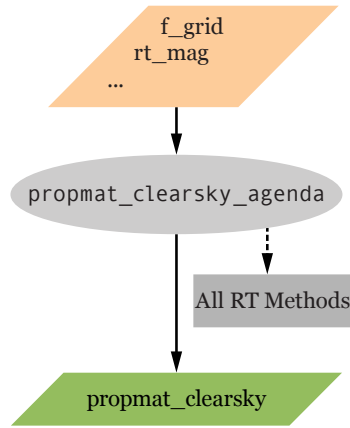 f_grid
rt_mag
...
propmat_clearsky_agenda
All RT Methods
propmat_clearsky